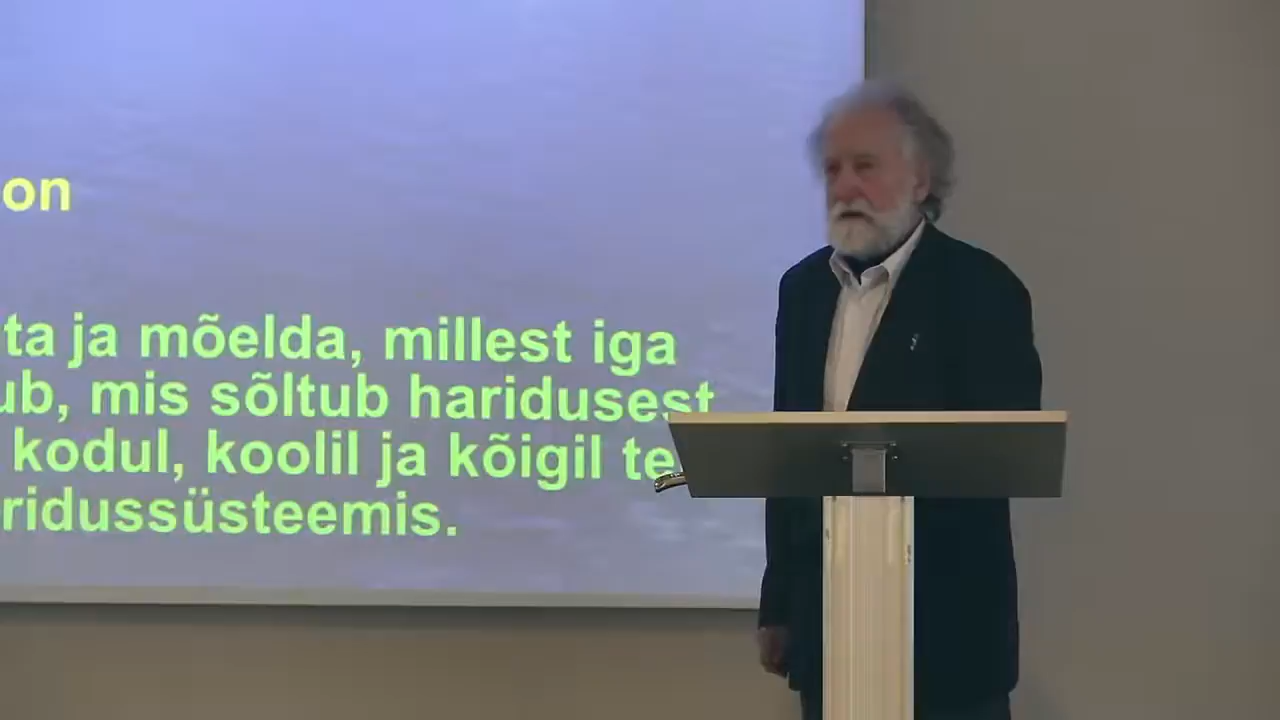 on
ta ja mõelda, millest iga
ub, mis sõltub haridusest
kodul, koolil ja kõigil te
ridussüsteemis.